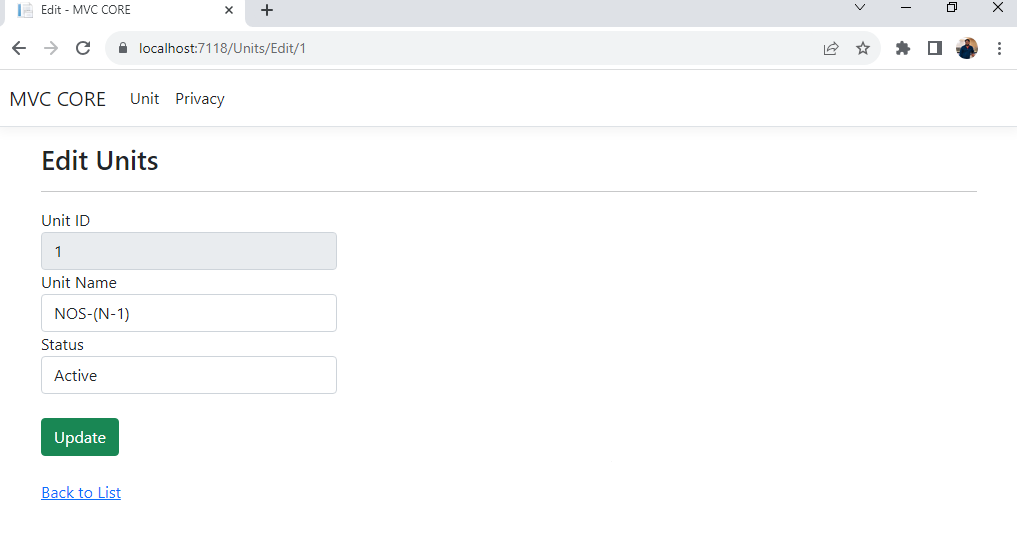 Edit - MVC CORE
localhost:7118/Units/Edit/1
MVC CORE Unit Privacy
Edit Units
Unit ID
1
Unit Name
NOS-(N-1)
Status
Active
Update
Back to List